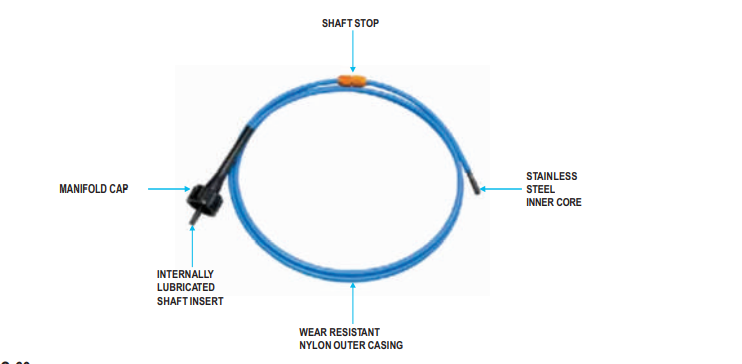 SHAFT STOP
MANIFOLD CAP
STAINLESS
STEEL
INNER CORE
INTERNALLY
LUBRICATED
SHAFT INSERT
WEAR RESISTANT
NYLON OUTER CASING